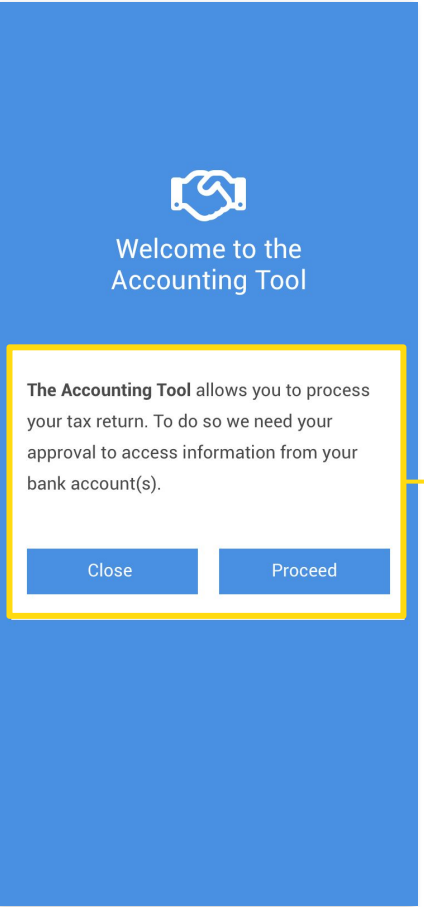 Welcome to the
Accounting Tool
The Accounting Tool allows you to process
your tax return. To do so we need your
approval to access information from your
bank account(s).
Close Proceed